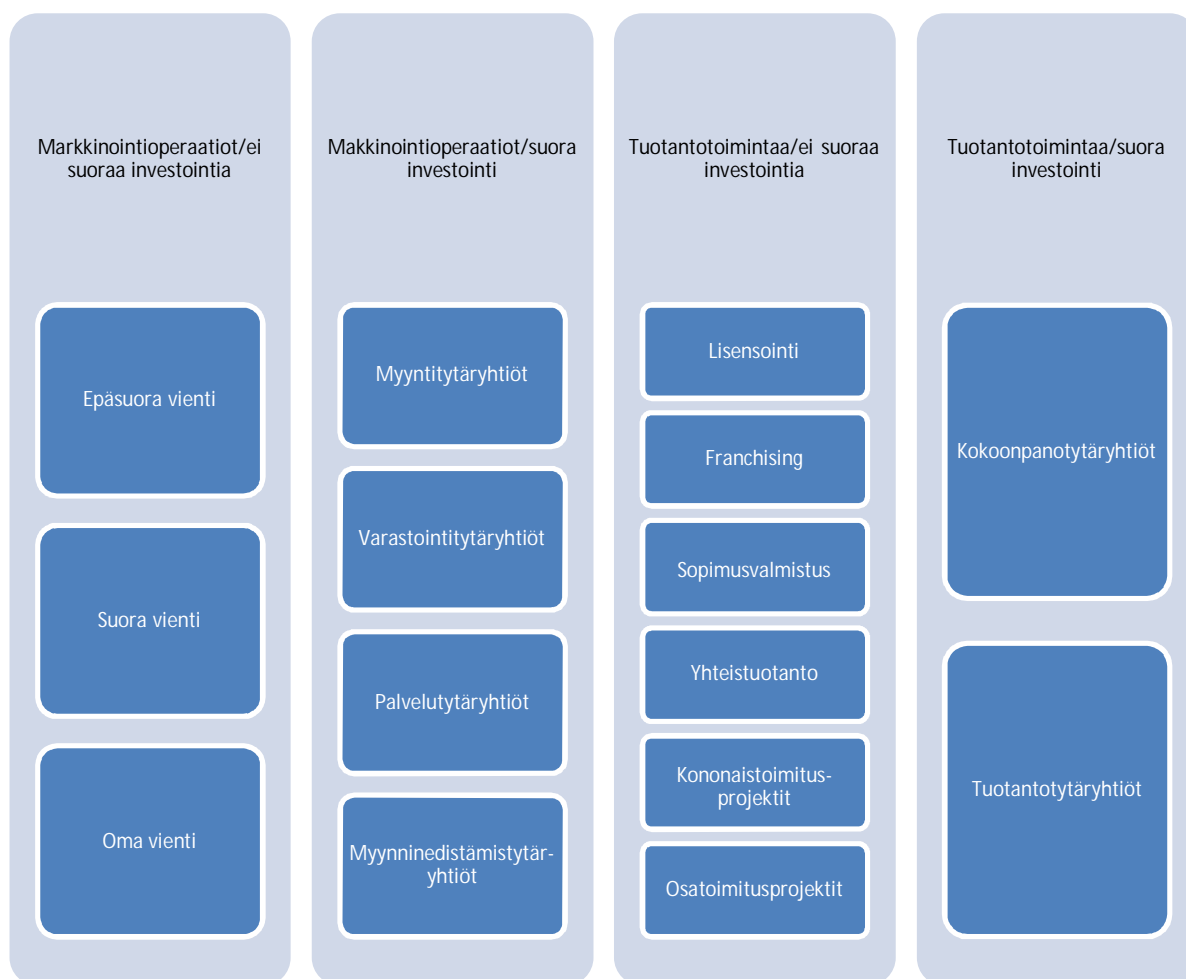 Markkinointioperaatiot/ei
suoraa investointia
Epäsuora vienti
Suora vienti
Oma vienti
Makkinointioperaatiot/suora
investointi
Myyntitytäryhtiöt
Varastointitytäryhtiöt
Palvelutytäryhtiöt
Myynninedistämistytär-
yhtiöt
Tuotantotoimintaa/ei suoraa
investointia
Lisensointi
Franchising
Sopimusvalmistus
Yhteistuotanto
Kononaistoimitus-
projektit
Osatoimitusprojektit
Tuotantotoimintaa/suora
investointi
Kokoonpanotytäryhtiöt
Tuotantotytäryhtiöt